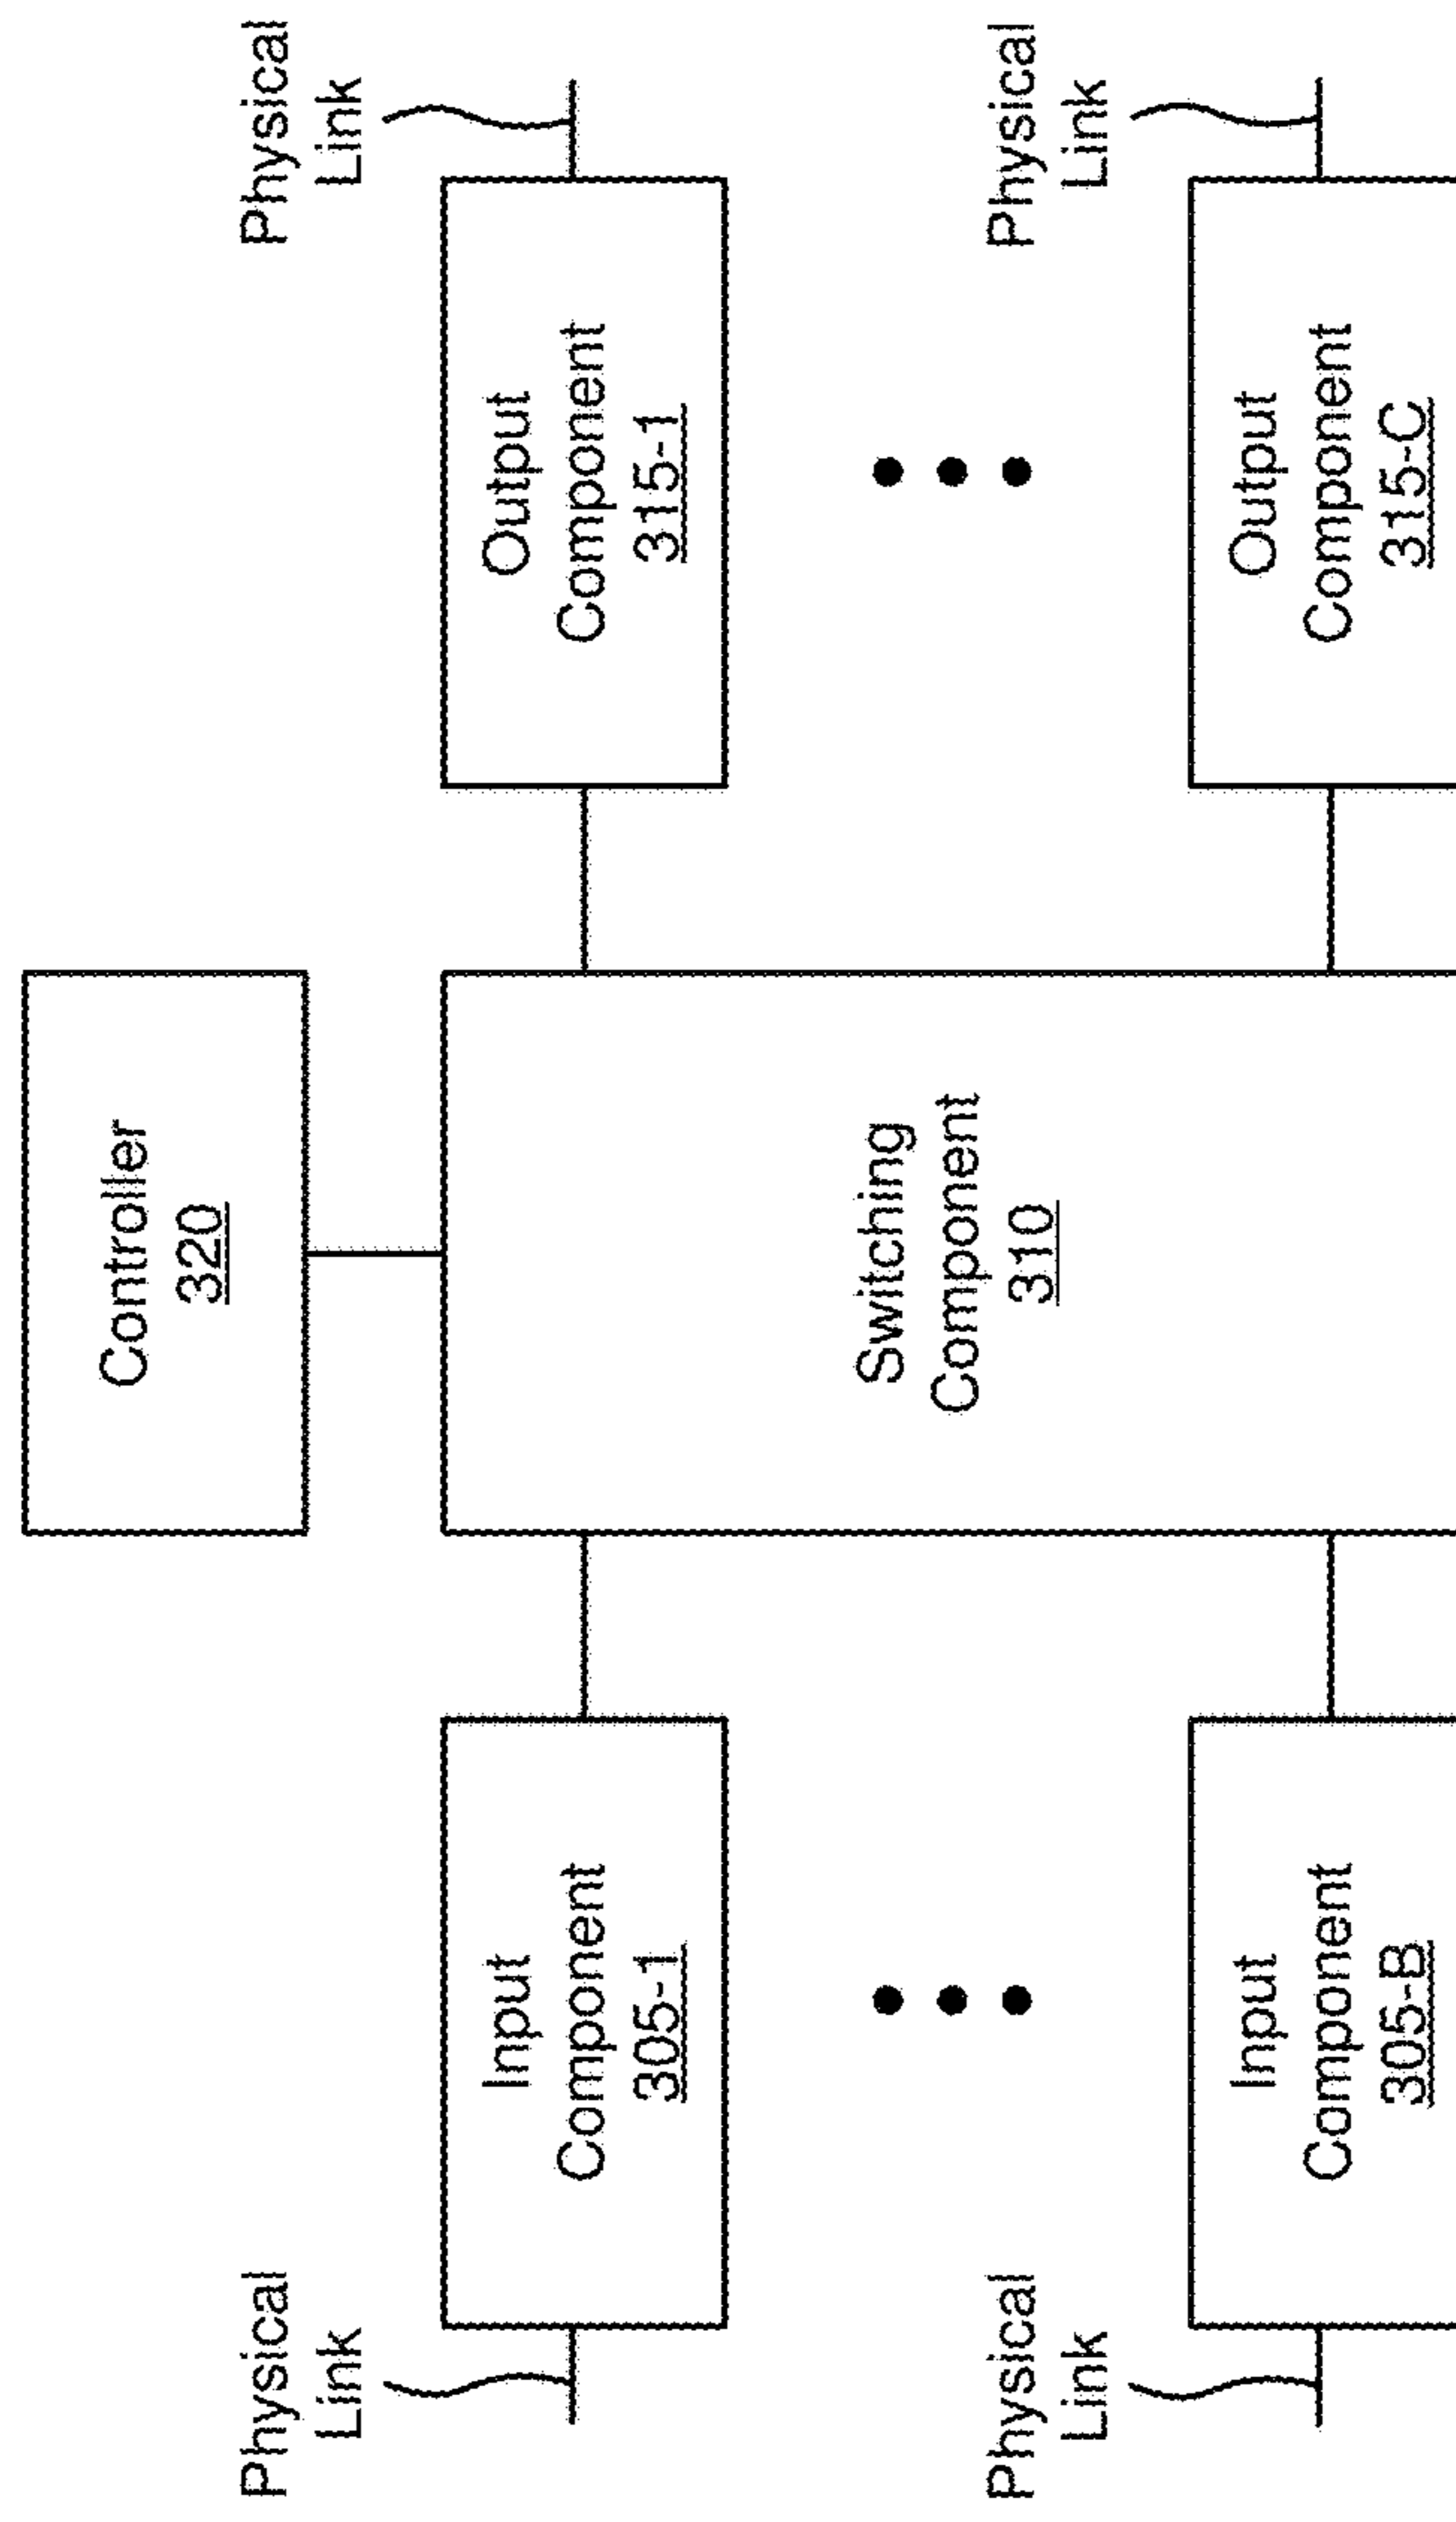 Controller
320
Physical
Link
Physical
Link
Input
Component
305-1
Switching
Component
310
Output
Component
315-1
Physical
Link
Physical
Link
Input
Component
305-B
Output
Component
315-C